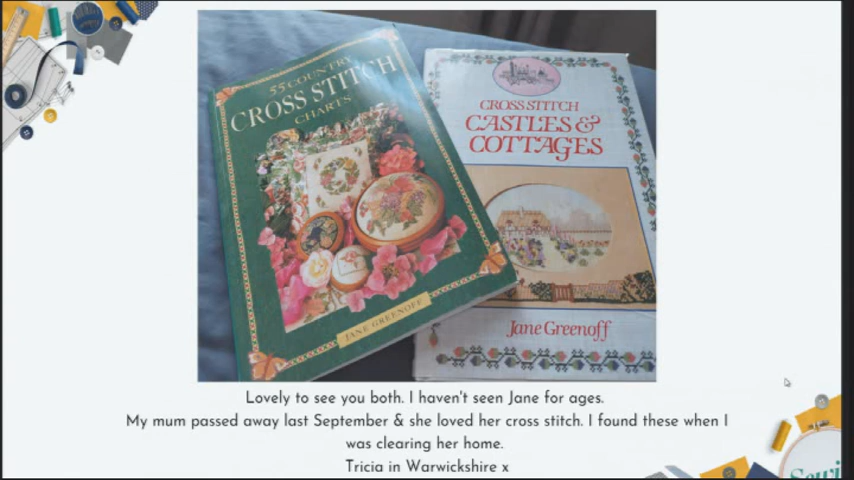 55 COUNTRY
CROSS STITCH
CHARTS
JANE GREENOFF
CROSS STITCH
CASTLES &
COTTAGES
Jane Greenoff
Lovely to see you both. I haven't seen Jane for ages.
My mum passed away last September & she loved her cross stitch. I found these when I
was clearing her home.
Tricia in Warwickshire x